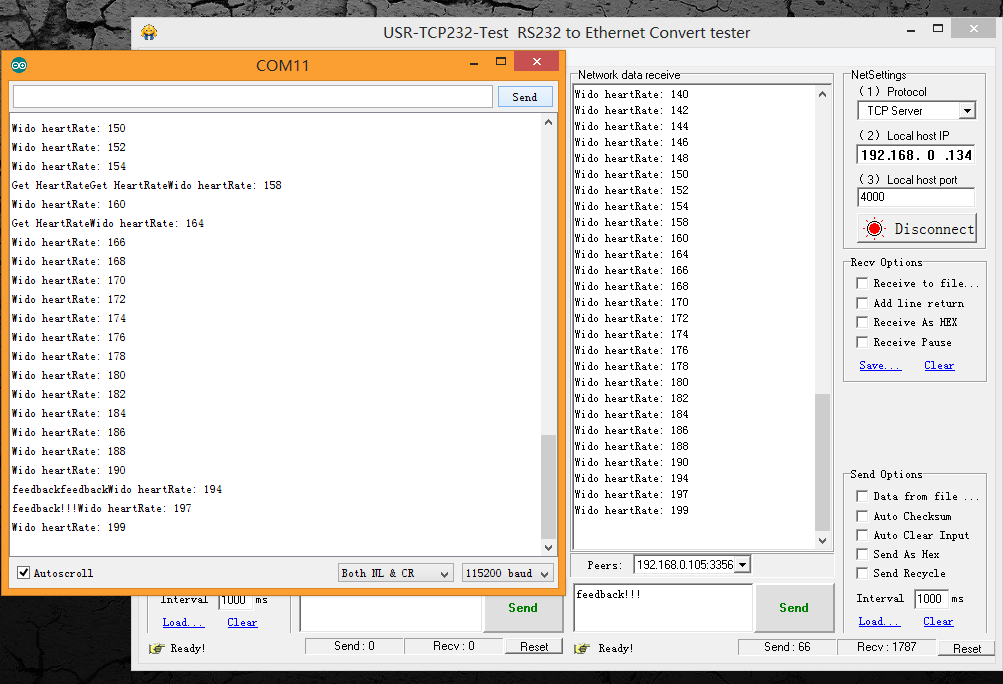 USR-TCP232-Test RS232 to Ethernet Convert tester
COM11
Send
Wido heartRate: 150
Wido heartRate: 152
Wido heartRate: 154
Get HeartRateGet HeartRateWido heartRate: 158
Wido heartRate: 160
Get HeartRateWido heartRate: 164
Wido heartRate: 166
Wido heartRate: 168
Wido heartRate: 170
Wido heartRate: 172
Wido heartRate: 174
Wido heartRate: 176
Wido heartRate: 178
Wido heartRate: 180
Wido heartRate: 182
Wido heartRate: 184
Wido heartRate: 186
Wido heartRate: 188
Wido heartRate: 190
feedbackfeedbackWido heartRate: 194
feedback!!!Wido heartRate: 197
Wido heartRate: 199
Autoscroll
Both NL & CR
115200 baud
Interval 1000 ms
Load... Clear
Send
Ready!
Send : 0
Recv : 0
Reset
Network data receive
Wido heartRate: 140
Wido heartRate: 142
Wido heartRate: 144
Wido heartRate: 146
Wido heartRate: 148
Wido heartRate: 150
Wido heartRate: 152
Wido heartRate: 154
Wido heartRate: 158
Wido heartRate: 160
Wido heartRate: 164
Wido heartRate: 166
Wido heartRate: 168
Wido heartRate: 170
Wido heartRate: 172
Wido heartRate: 174
Wido heartRate: 176
Wido heartRate: 178
Wido heartRate: 180
Wido heartRate: 182
Wido heartRate: 184
Wido heartRate: 186
Wido heartRate: 188
Wido heartRate: 190
Wido heartRate: 194
Wido heartRate: 197
Wido heartRate: 199
Peers: 192.168.0.105:3356
feedback!!!
Send
Ready!
Send : 66
Recv : 1787
Reset
NetSettings
(1) Protocol
TCP Server
(2) Local host IP
192.168. 0 .134
(3) Local host port
4000
Disconnect
Recv Options
Receive to file...
Add line return
Receive As HEX
Receive Pause
Save... Clear
Send Options
Data from file ...
Auto Checksum
Auto Clear Input
Send As Hex
Send Recycle
Interval 1000 ms
Load... Clear